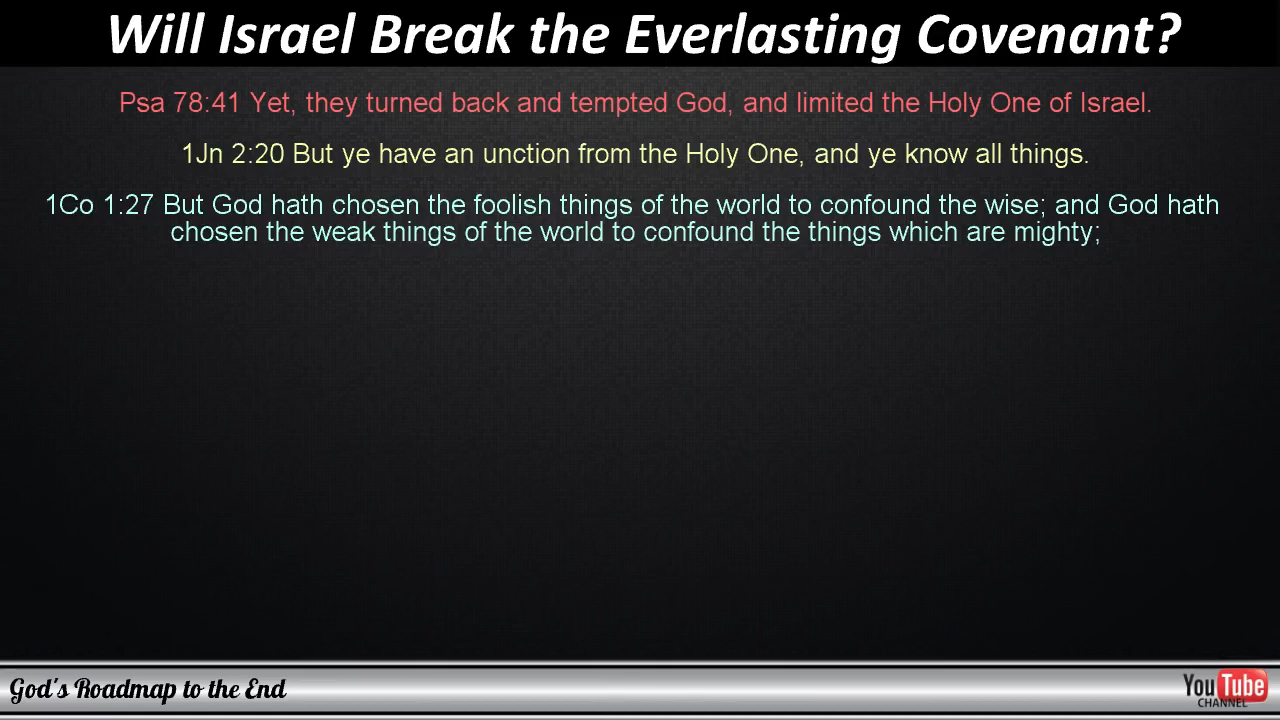 Will Israel Break the Everlasting Covenant?
Psa 78:41 Yet, they turned back and tempted God, and limited the Holy One of Israel.
1Jn 2:20 But ye have an unction from the Holy One, and ye know all things.
1Co 1:27 But God hath chosen the foolish things of the world to confound the wise; and God hath
chosen the weak things of the world to confound the things which are mighty;
God's Roadmap to the End
YouTube
CHANNEL